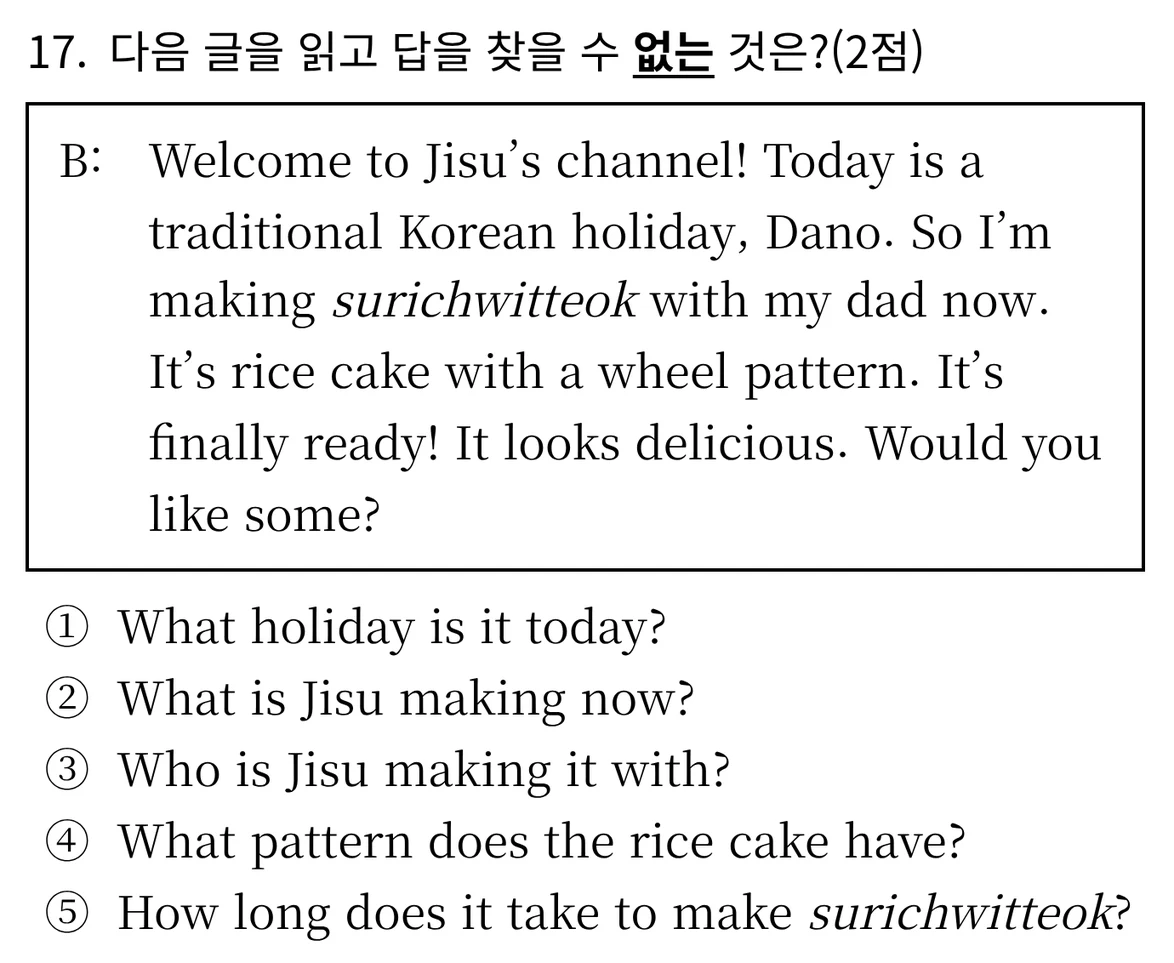 17. 다음 글을 읽고 답을 찾을 수 없는 것은?(2점)
B: Welcome to Jisu’s channel! Today is a
traditional Korean holiday, Dano. So I’m
making surichwitteok with my dad now.
It’s rice cake with a wheel pattern. It’s
finally ready! It looks delicious. Would you
like some?
① What holiday is it today?
② What is Jisu making now?
③ Who is Jisu making it with?
④ What pattern does the rice cake have?
⑤ How long does it take to make surichwitteok?